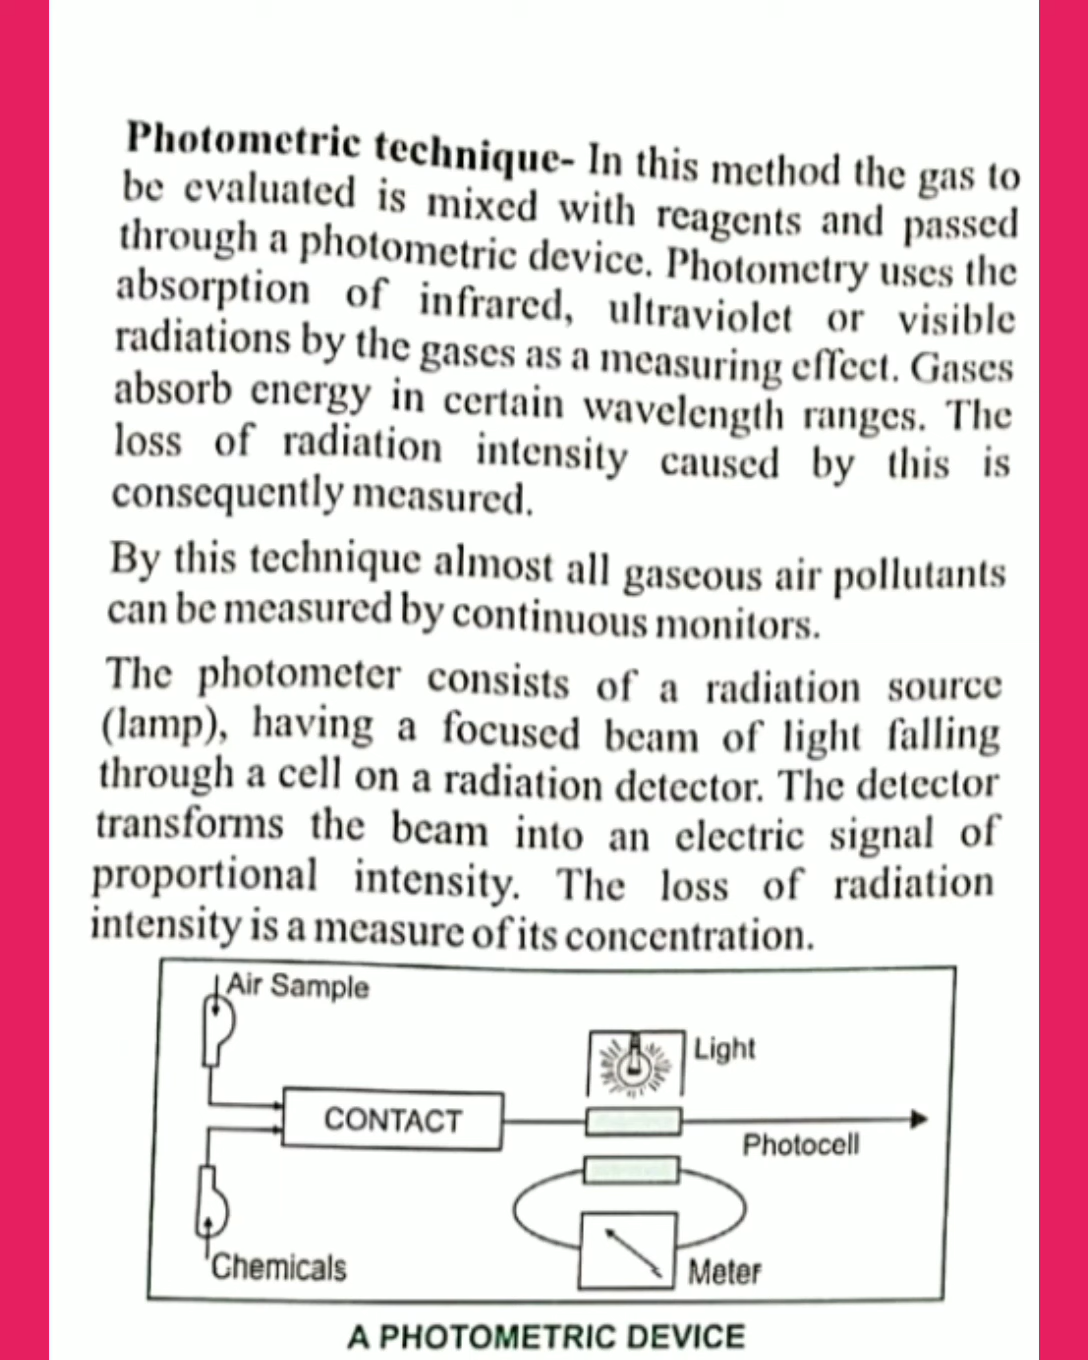 Photometric technique- In this method the gas to
be evaluated is mixed with reagents and passed
through a photometric device. Photometry uses the
absorption of infrared, ultraviolet or visible
radiations by the gases as a measuring effect. Gases
absorb energy in certain wavelength ranges. The
loss of radiation intensity caused by this is
consequently measured.
By this technique almost all gaseous air pollutants
can be measured by continuous monitors.
The photometer consists of a radiation source
(lamp), having a focused beam of light falling
through a cell on a radiation detector. The detector
transforms the beam into an electric signal of
proportional intensity. The loss of radiation
intensity is a measure of its concentration.
Air Sample
Light
CONTACT
Photocell
Chemicals
Meter
A PHOTOMETRIC DEVICE